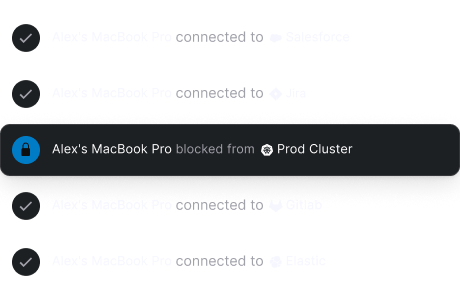 Alex's MacBook Pro connected to Salesforce
Alex's MacBook Pro connected to Jira
Alex's MacBook Pro blocked from Prod Cluster
Alex's MacBook Pro connected to Gitlab
Alex's MacBook Pro connected to Elastic